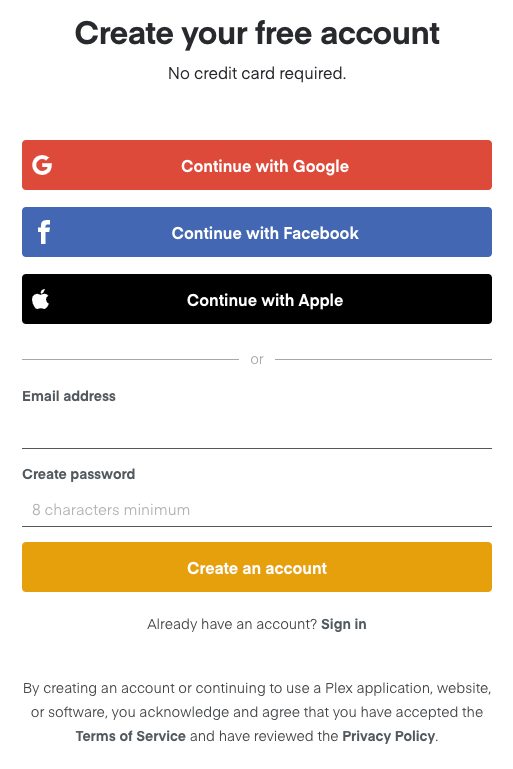 Create your free account
No credit card required.
Continue with Google
Continue with Facebook
Continue with Apple
or
Email address
Create password
8 characters minimum
Create an account
Already have an account? Sign in
By creating an account or continuing to use a Plex application, website,
or software, you acknowledge and agree that you have accepted the
Terms of Service and have reviewed the Privacy Policy.